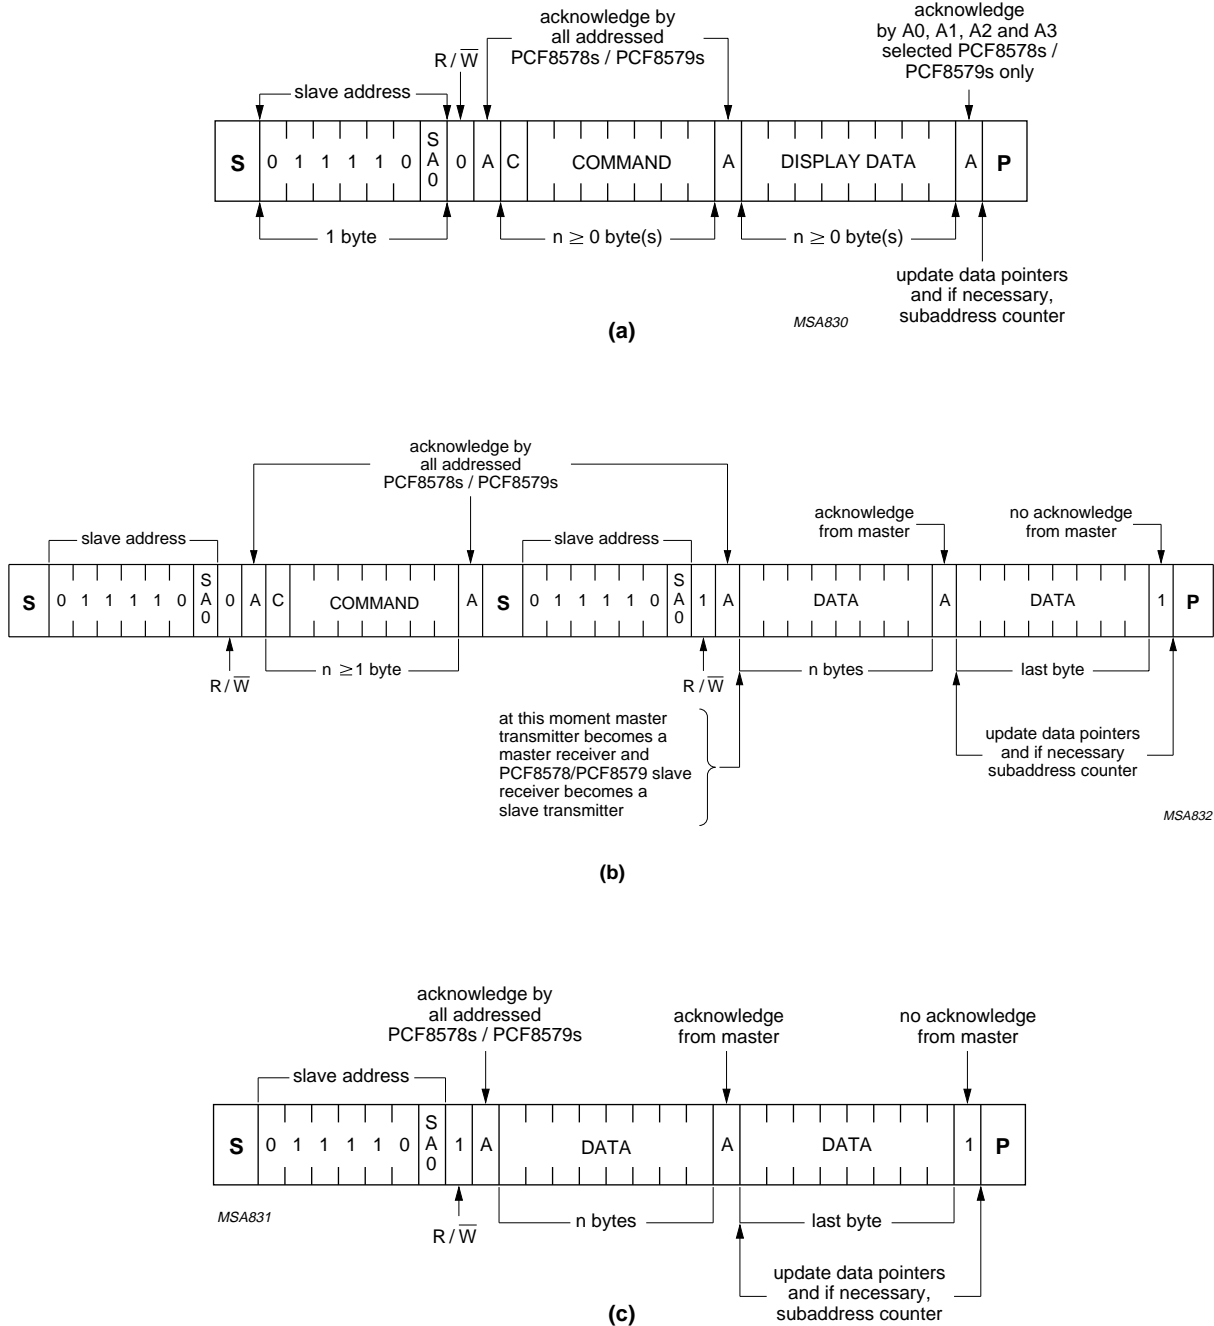 acknowledge by
all addressed
PCF8578s / PCF8579s
acknowledge
by A0, A1, A2 and A3
selected PCF8578s /
PCF8579s only
R / W̅
slave address
S 0 1 1 1 1 0 SA0 0 A C COMMAND A DISPLAY DATA A P
1 byte n ≥ 0 byte(s) n ≥ 0 byte(s)
update data pointers
and if necessary,
subaddress counter
(a)
MSA830
acknowledge by
all addressed
PCF8578s / PCF8579s
acknowledge
from master
no acknowledge
from master
slave address slave address
S 0 1 1 1 1 0 SA0 0 A C COMMAND A S 0 1 1 1 1 0 SA0 1 A DATA A DATA 1 P
R / W̅ n ≥ 1 byte R / W̅ n bytes last byte
at this moment master
transmitter becomes a
master receiver and
PCF8578/PCF8579 slave
receiver becomes a
slave transmitter
update data pointers
and if necessary
subaddress counter
MSA832
(b)
acknowledge by
all addressed
PCF8578s / PCF8579s
acknowledge
from master
no acknowledge
from master
slave address
S 0 1 1 1 1 0 SA0 1 A DATA A DATA 1 P
MSA831
R / W̅ n bytes last byte
update data pointers
and if necessary,
subaddress counter
(c)